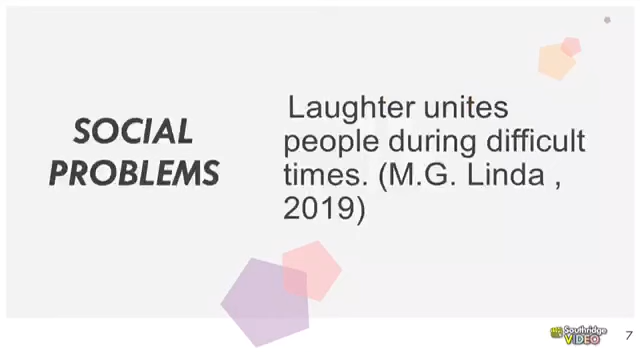 SOCIAL
PROBLEMS
Laughter unites
people during difficult
times. (M.G. Linda ,
2019)
Southridge
VIDEO
7